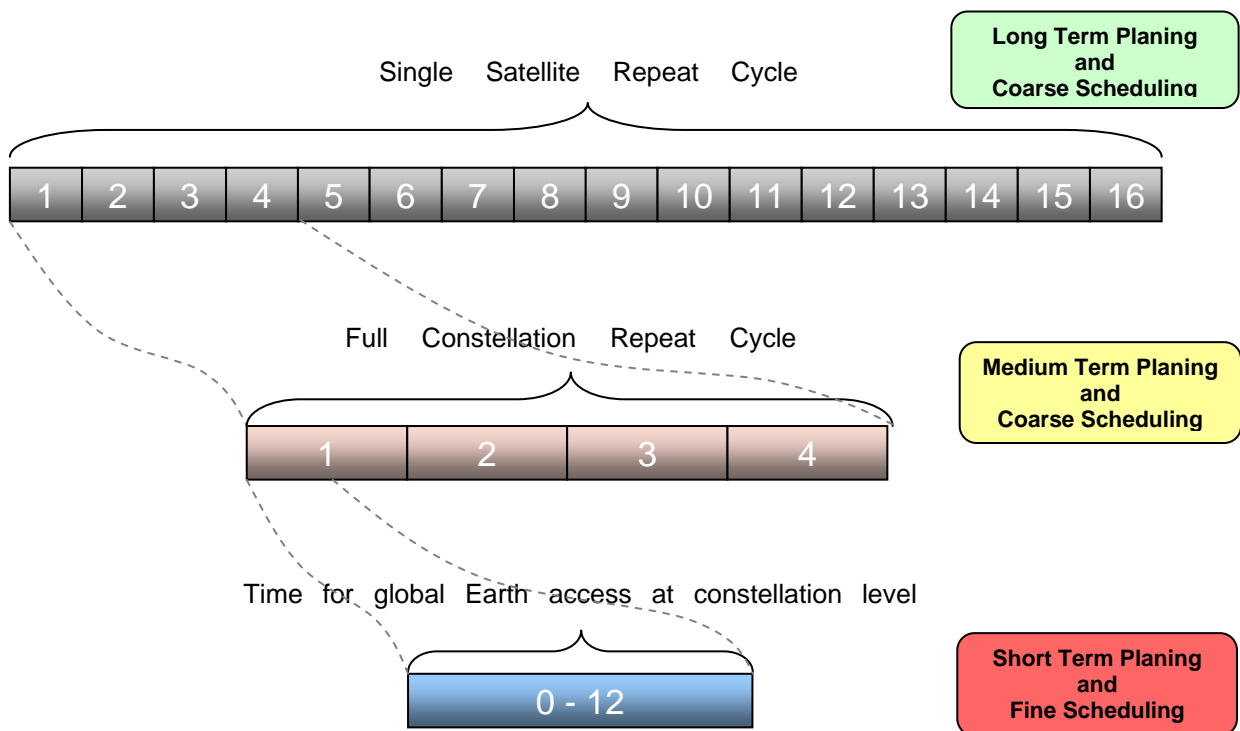 Single Satellite Repeat Cycle
Long Term Planing
and
Coarse Scheduling
1 2 3 4 5 6 7 8 9 10 11 12 13 14 15 16
Full Constellation Repeat Cycle
Medium Term Planing
and
Coarse Scheduling
1 2 3 4
Time for global Earth access at constellation level
Short Term Planing
and
Fine Scheduling
0 - 12